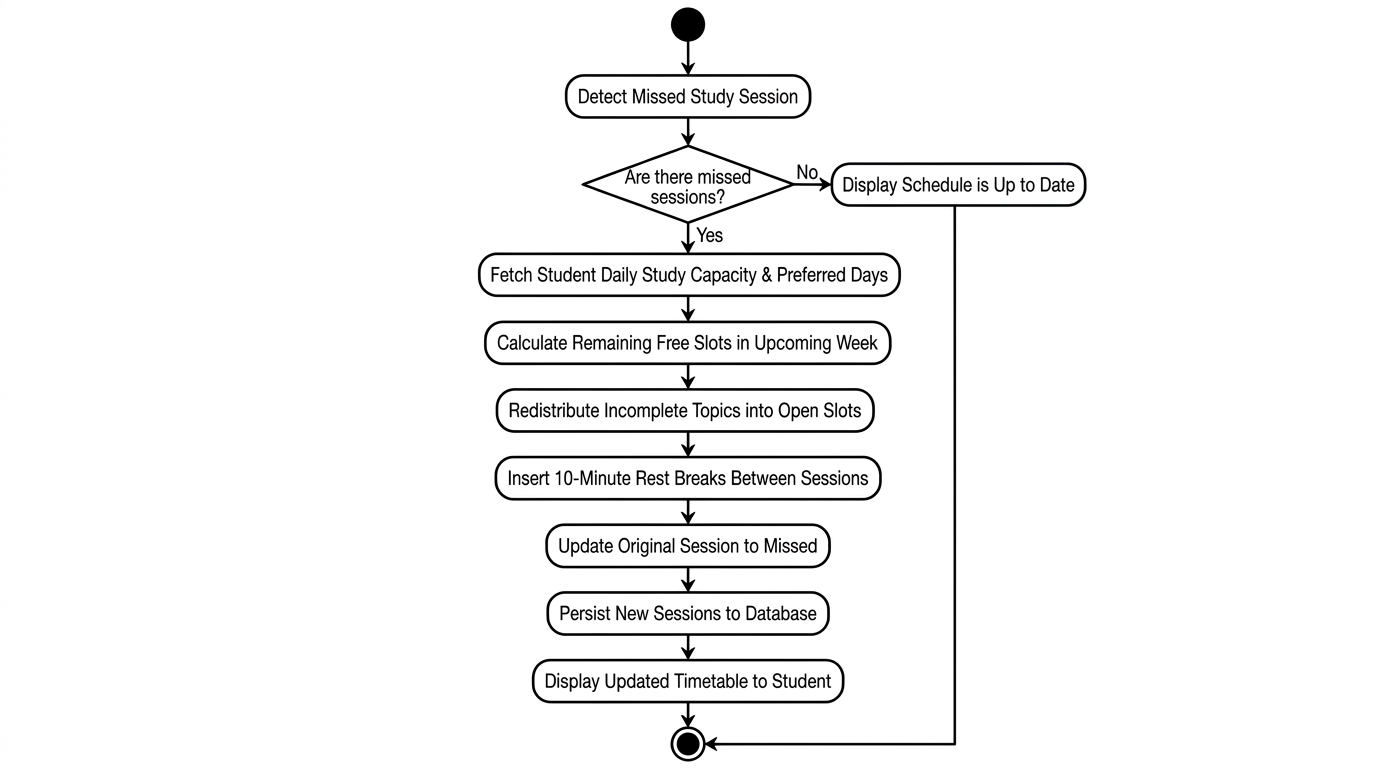 Detect Missed Study Session
Are there missed
sessions?
No
Display Schedule is Up to Date
Yes
Fetch Student Daily Study Capacity & Preferred Days
Calculate Remaining Free Slots in Upcoming Week
Redistribute Incomplete Topics into Open Slots
Insert 10-Minute Rest Breaks Between Sessions
Update Original Session to Missed
Persist New Sessions to Database
Display Updated Timetable to Student